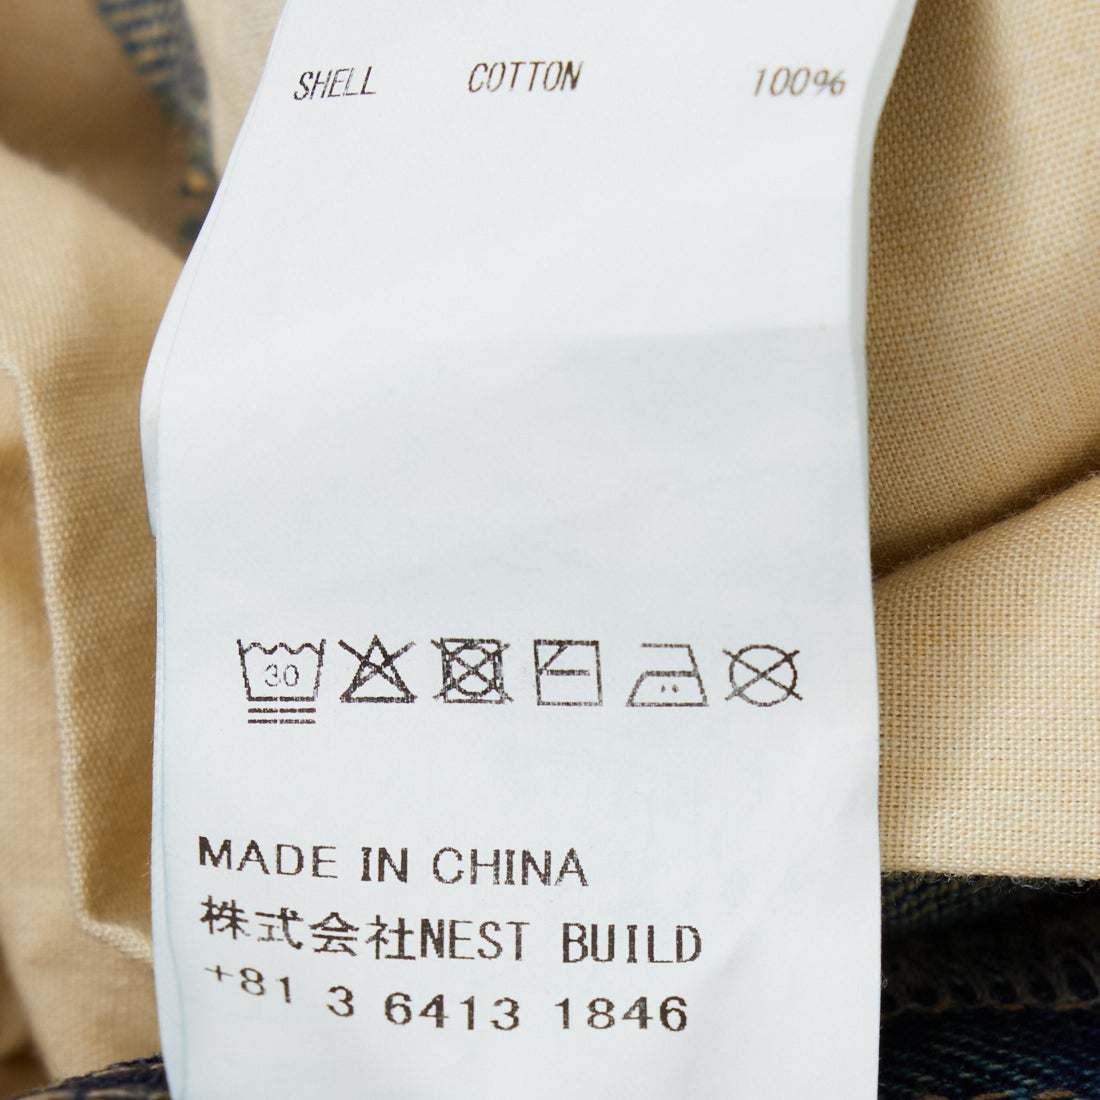 SHELL COTTON 100%
30
MADE IN CHINA
株式会社NEST BUILD
+81 3 6413 1846